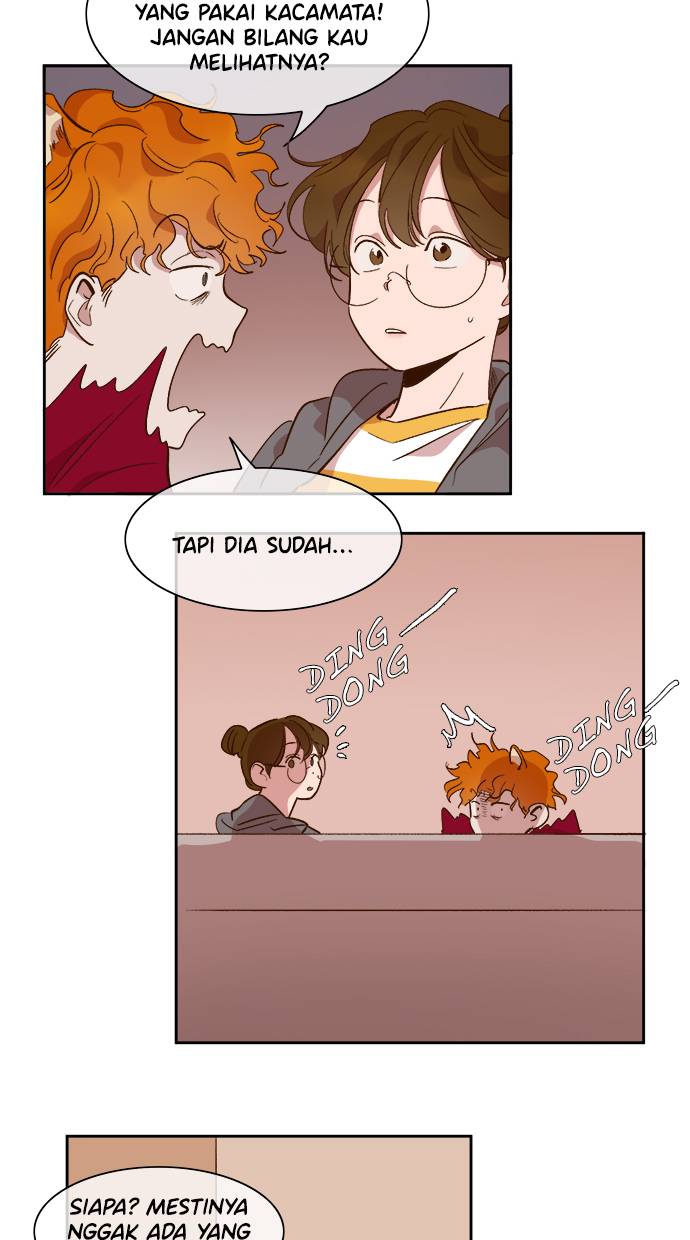 YANG PAKAI KACAMATA!
JANGAN BILANG KAU
MELIHATNYA?
TAPI DIA SUDAH...
DING
DONG
DING
DONG
SIAPA? MESTINYA
NGGAK ADA YANG